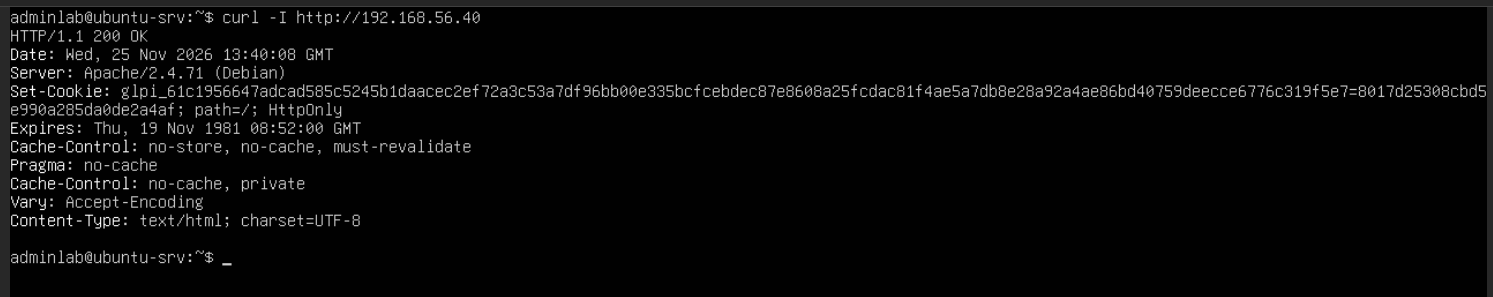 adminlab@ubuntu-srv:~$ curl -I http://192.168.56.40
HTTP/1.1 200 OK
Date: Wed, 25 Nov 2026 13:40:08 GMT
Server: Apache/2.4.71 (Debian)
Set-Cookie: glpi_61c1956647adcad585c5245b1daacec2ef72a3c53a7df96bb00e335bcfcebdec87e8608a25fcdac81f4ae5a7db8e28a92a4ae86bd40759deecce6776c319f5e7=8017d25308cbd5
e990a285da0de2a4af; path=/; HttpOnly
Expires: Thu, 19 Nov 1981 08:52:00 GMT
Cache-Control: no-store, no-cache, must-revalidate
Pragma: no-cache
Cache-Control: no-cache, private
Vary: Accept-Encoding
Content-Type: text/html; charset=UTF-8
adminlab@ubuntu-srv:~$ _